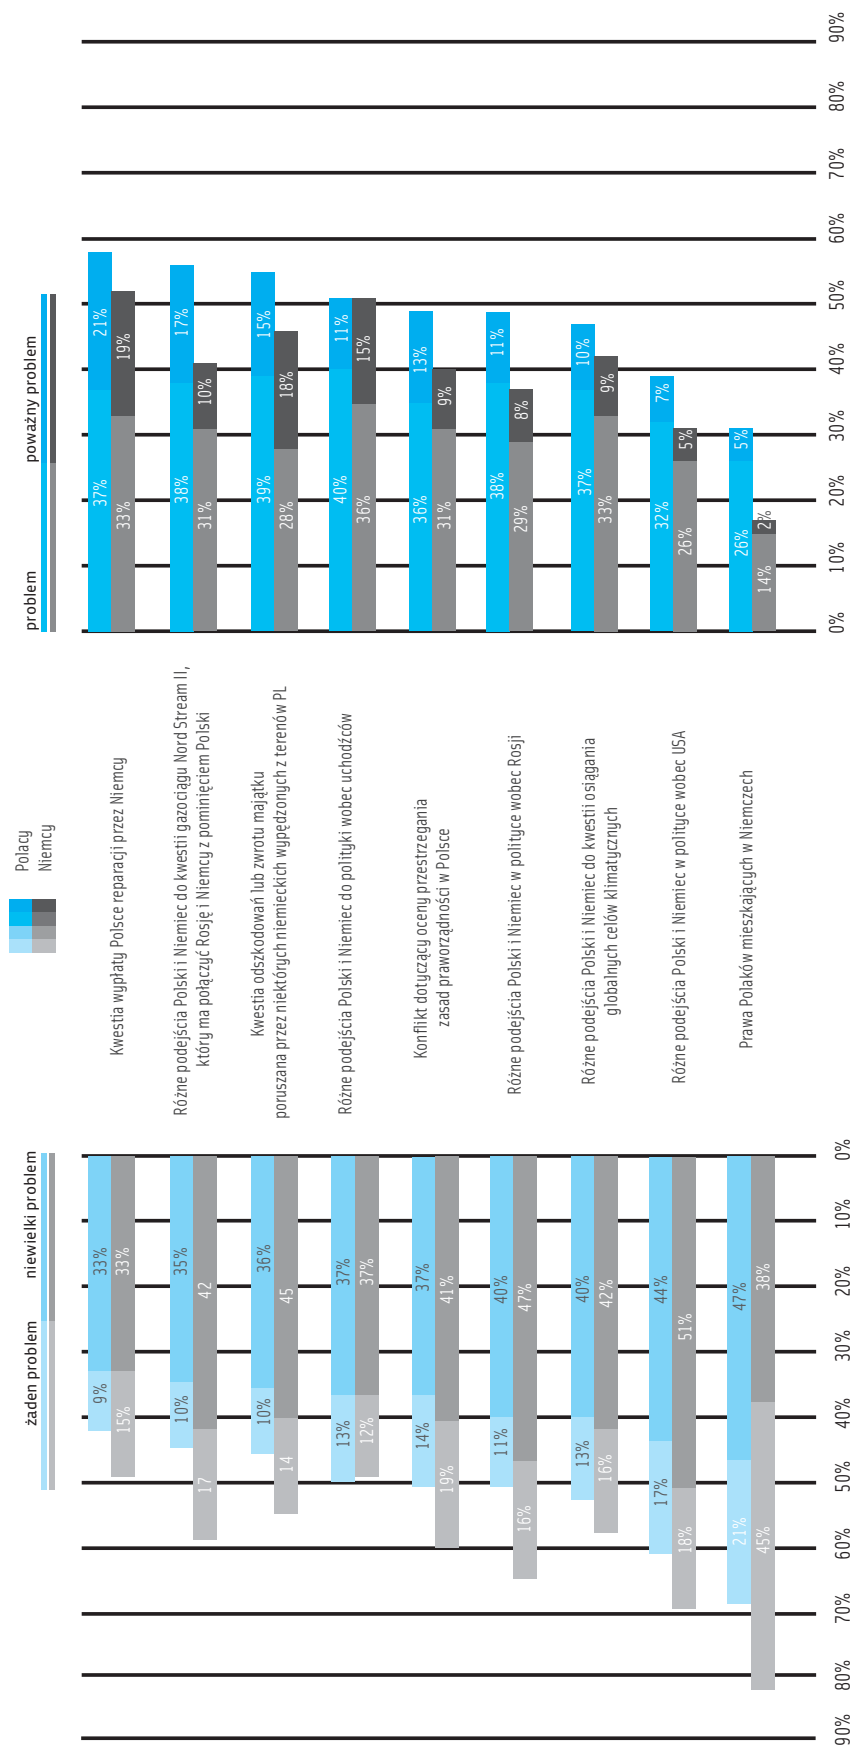 żaden problem niewielki problem
Polacy
Niemcy
problem poważny problem
9% 33%
15% 33%
Kwestia wypłaty Polsce reparacji przez Niemcy
37% 21%
33% 19%
10% 35%
17 42
Różne podejścia Polski i Niemiec do kwestii gazociągu Nord Stream II,
który ma połączyć Rosję i Niemcy z pominięciem Polski
38% 17%
31% 10%
10% 36%
14 45
Kwestia odszkodowań lub zwrotu majątku
poruszana przez niektórych niemieckich wypędzonych z terenów PL
39% 15%
28% 18%
13% 37%
12% 37%
Różne podejścia Polski i Niemiec do polityki wobec uchodźców
40% 11%
36% 15%
14% 37%
19% 41%
Konflikt dotyczący oceny przestrzegania
zasad praworządności w Polsce
36% 13%
31% 9%
11% 40%
16% 47%
Różne podejścia Polski i Niemiec w polityce wobec Rosji
38% 11%
29% 8%
13% 40%
16% 42%
Różne podejścia Polski i Niemiec do kwestii osiągania
globalnych celów klimatycznych
37% 10%
33% 9%
17% 44%
18% 51%
Różne podejścia Polski i Niemiec w polityce wobec USA
32% 7%
26% 5%
21% 47%
45% 38%
Prawa Polaków mieszkających w Niemczech
26% 5%
14% 2%
90% 80% 70% 60% 50% 40% 30% 20% 10% 0%
0% 10% 20% 30% 40% 50% 60% 70% 80% 90%